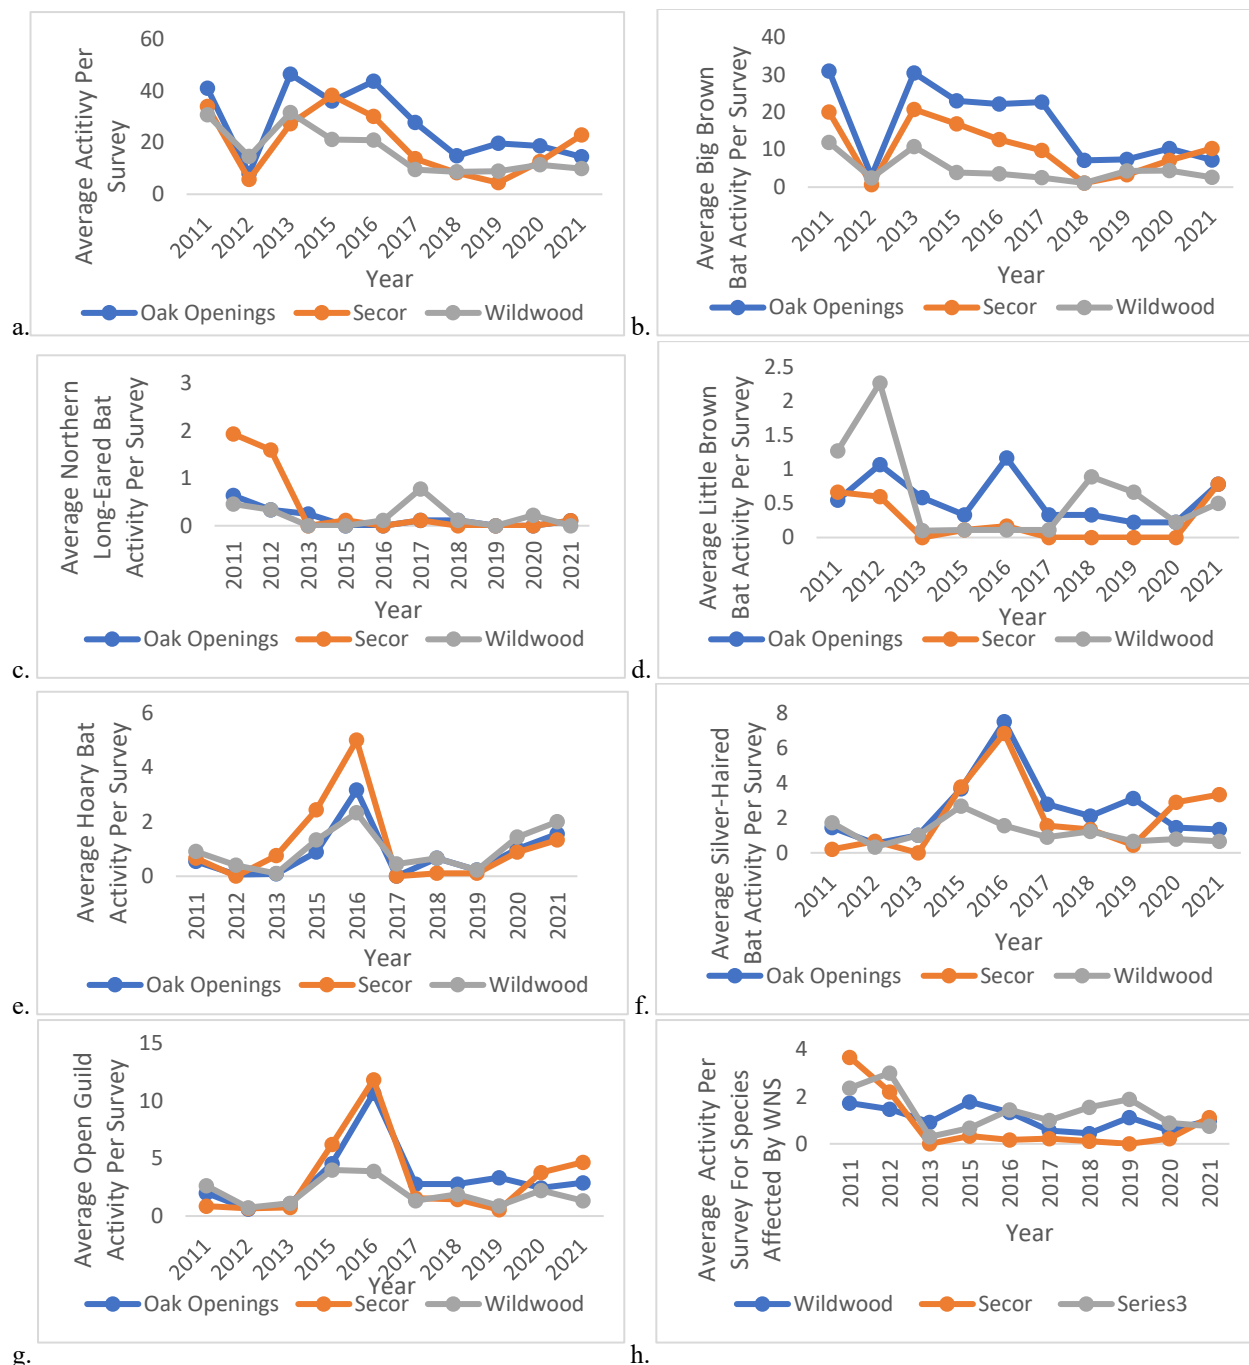 Average Actitivy Per
Survey
60
40
20
0
2011 2012 2013 2015 2016 2017 2018 2019 2020 2021
Year
Oak Openings Secor Wildwood
a.
Average Big Brown
Bat Activity Per Survey
40
30
20
10
0
2011 2012 2013 2015 2016 2017 2018 2019 2020 2021
Year
Oak Openings Secor Wildwood
b.
Average Northern
Long-Eared Bat
Activity Per Survey
3
2
1
0
2011 2012 2013 2015 2016 2017 2018 2019 2020 2021
Year
Oak Openings Secor Wildwood
c.
Average Little Brown
Bat Activity Per Survey
2.5
2
1.5
1
0.5
0
2011 2012 2013 2015 2016 2017 2018 2019 2020 2021
Year
Oak Openings Secor Wildwood
d.
Average Hoary Bat
Activity Per Survey
6
4
2
0
2011 2012 2013 2015 2016 2017 2018 2019 2020 2021
Year
Oak Openings Secor Wildwood
e.
Average Silver-Haired
Bat Activity Per Survey
8
6
4
2
0
2011 2012 2013 2015 2016 2017 2018 2019 2020 2021
Year
Oak Openings Secor Wildwood
f.
Average Open Guild
Activity Per Survey
15
10
5
0
2011 2012 2013 2015 2016 2017 2018 2019 2020 2021
Year
Oak Openings Secor Wildwood
g.
Average Activity Per
Survey For Species
Affected By WNS
4
2
0
2011 2012 2013 2015 2016 2017 2018 2019 2020 2021
Year
Wildwood Secor Series3
h.